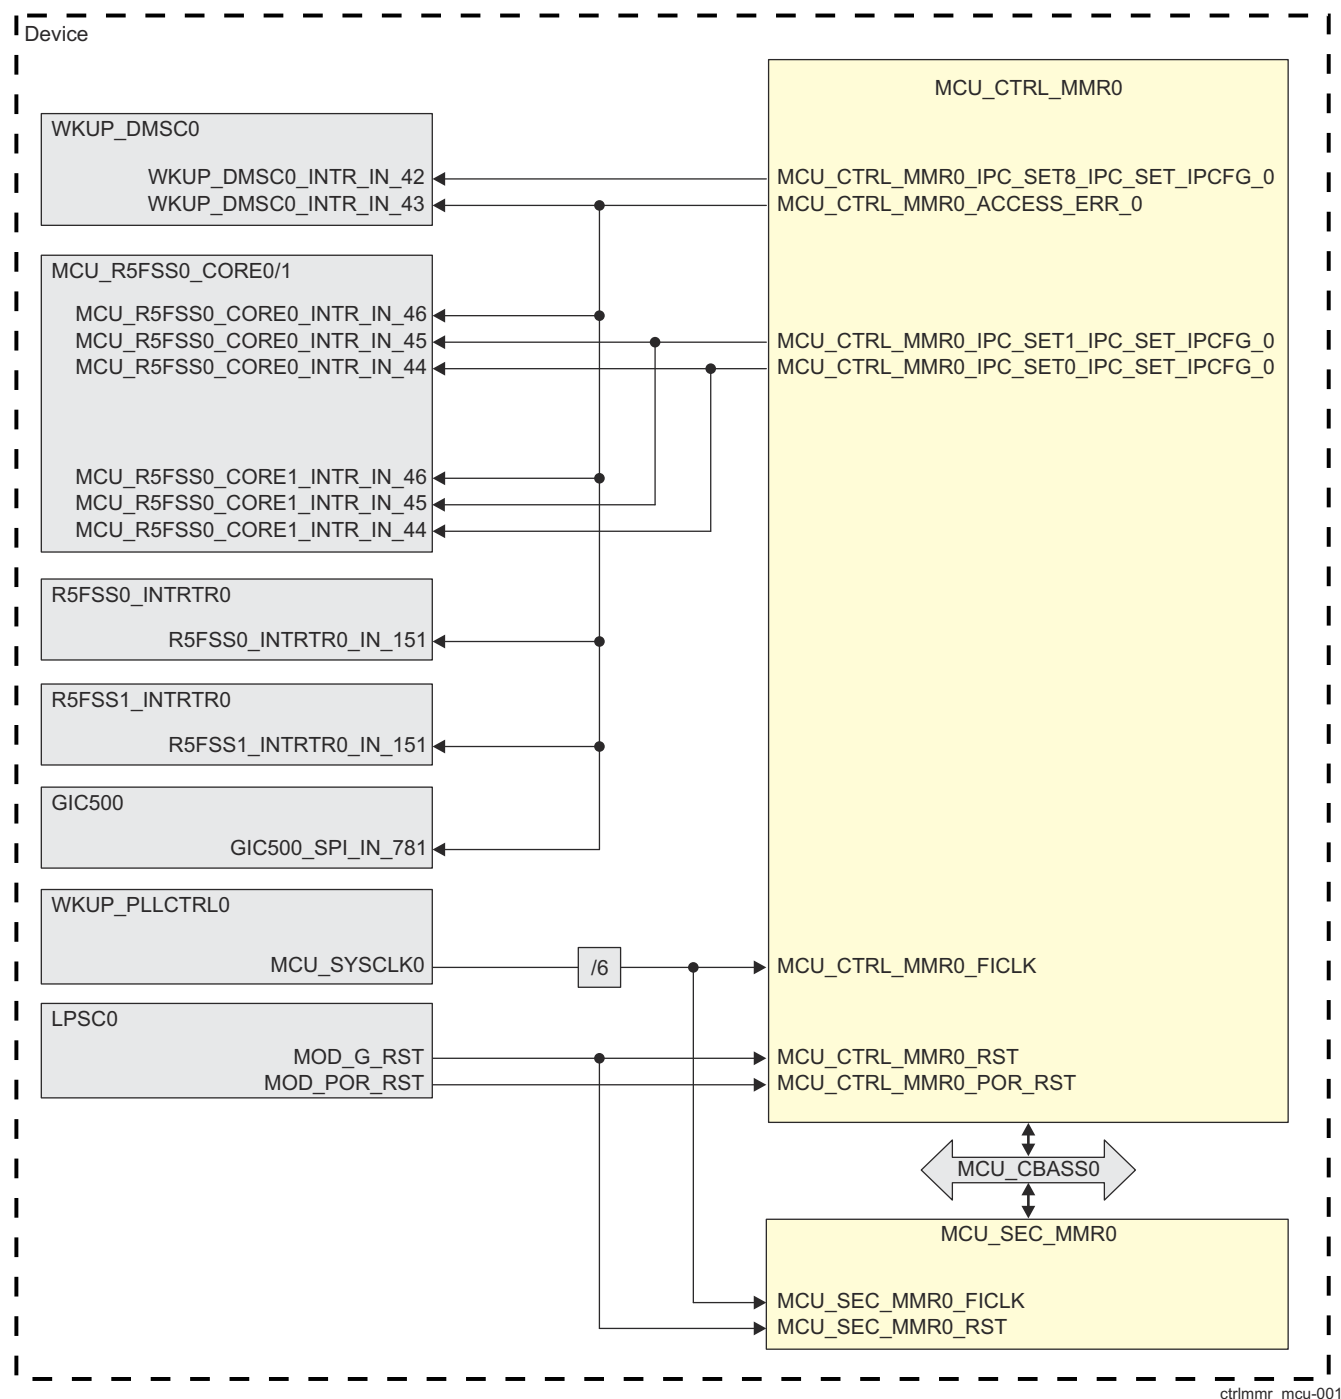 Device
MCU_CTRL_MMR0
WKUP_DMSC0
WKUP_DMSC0_INTR_IN_42
WKUP_DMSC0_INTR_IN_43
MCU_CTRL_MMR0_IPC_SET8_IPC_SET_IPCFG_0
MCU_CTRL_MMR0_ACCESS_ERR_0
MCU_R5FSS0_CORE0/1
MCU_R5FSS0_CORE0_INTR_IN_46
MCU_R5FSS0_CORE0_INTR_IN_45
MCU_R5FSS0_CORE0_INTR_IN_44
MCU_CTRL_MMR0_IPC_SET1_IPC_SET_IPCFG_0
MCU_CTRL_MMR0_IPC_SET0_IPC_SET_IPCFG_0
MCU_R5FSS0_CORE1_INTR_IN_46
MCU_R5FSS0_CORE1_INTR_IN_45
MCU_R5FSS0_CORE1_INTR_IN_44
R5FSS0_INTRTR0
R5FSS0_INTRTR0_IN_151
R5FSS1_INTRTR0
R5FSS1_INTRTR0_IN_151
GIC500
GIC500_SPI_IN_781
WKUP_PLLCTRL0
MCU_SYSCLK0
/6
MCU_CTRL_MMR0_FICLK
LPSC0
MOD_G_RST
MOD_POR_RST
MCU_CTRL_MMR0_RST
MCU_CTRL_MMR0_POR_RST
MCU_CBASS0
MCU_SEC_MMR0
MCU_SEC_MMR0_FICLK
MCU_SEC_MMR0_RST
ctrlmmr_mcu-001